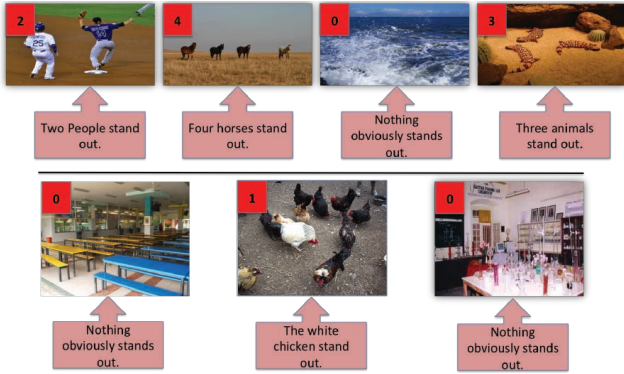 2
4
0
3
25
Two People stand
out.
Four horses stand
out.
Nothing
obviously stands
out.
Three animals
stand out.
0
1
0
Nothing
obviously stands
out.
The white
chicken stand
out.
Nothing
obviously stands
out.